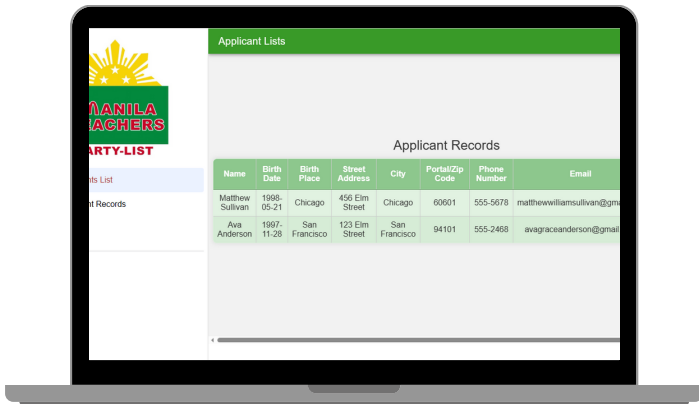 Applicant Lists
MANILA
EACHERS
ARTY-LIST
nts List
nt Records
Applicant Records
Name Birth Date Birth Place Street Address City Portal/Zip Code Phone Number Email
Matthew Sullivan 1998-05-21 Chicago 456 Elm Street Chicago 60601 555-5678 matthewwilliamsullivan@gma
Ava Anderson 1997-11-28 San Francisco 123 Elm Street San Francisco 94101 555-2468 avagraceanderson@gmail